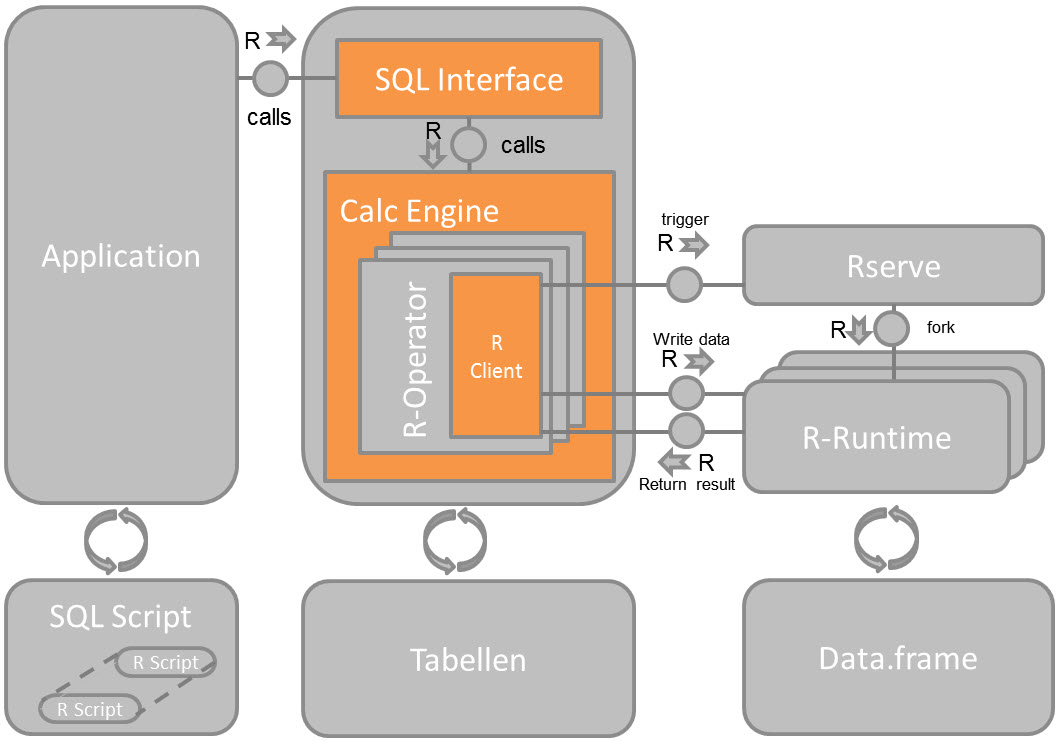 R
calls
SQL Interface
R
calls
Application
Calc Engine
R-Operator
R
Client
trigger
R
Rserve
R
fork
Write data
R
R-Runtime
R
Return result
SQL Script
R Script
R Script
Tabellen
Data.frame